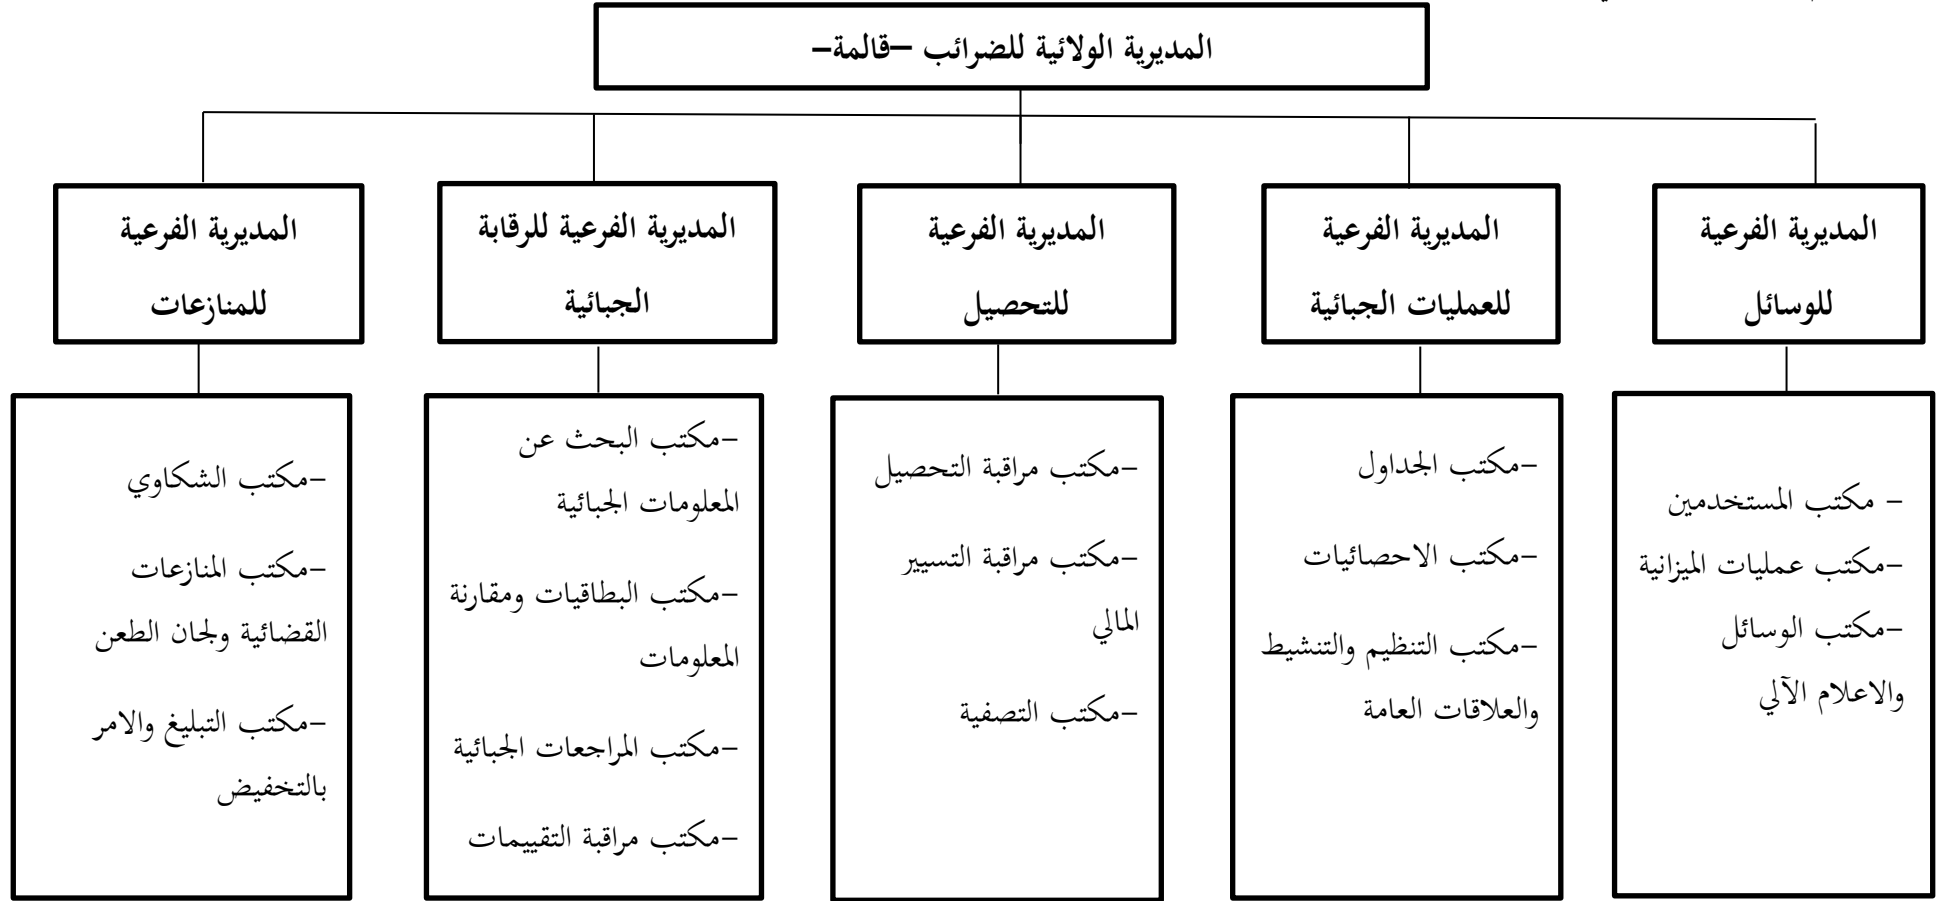 المديرية الولائية للضرائب –قالمة–
المديرية الفرعية
للوسائل
المديرية الفرعية
للعمليات الجبائية
المديرية الفرعية
للتحصيل
المديرية الفرعية للرقابة
الجبائية
المديرية الفرعية
للمنازعات
– مكتب المستخدمين
–مكتب عمليات الميزانية
–مكتب الوسائل
والاعلام الآلي
–مكتب الجداول
–مكتب الاحصائيات
–مكتب التنظيم والتنشيط
والعلاقات العامة
–مكتب مراقبة التحصيل
–مكتب مراقبة التسيير
المالي
–مكتب التصفية
–مكتب البحث عن
المعلومات الجبائية
–مكتب البطاقيات ومقارنة
المعلومات
–مكتب المراجعات الجبائية
–مكتب مراقبة التقييمات
–مكتب الشكاوي
–مكتب المنازعات
القضائية ولجان الطعن
–مكتب التبليغ والامر
بالتخفيض